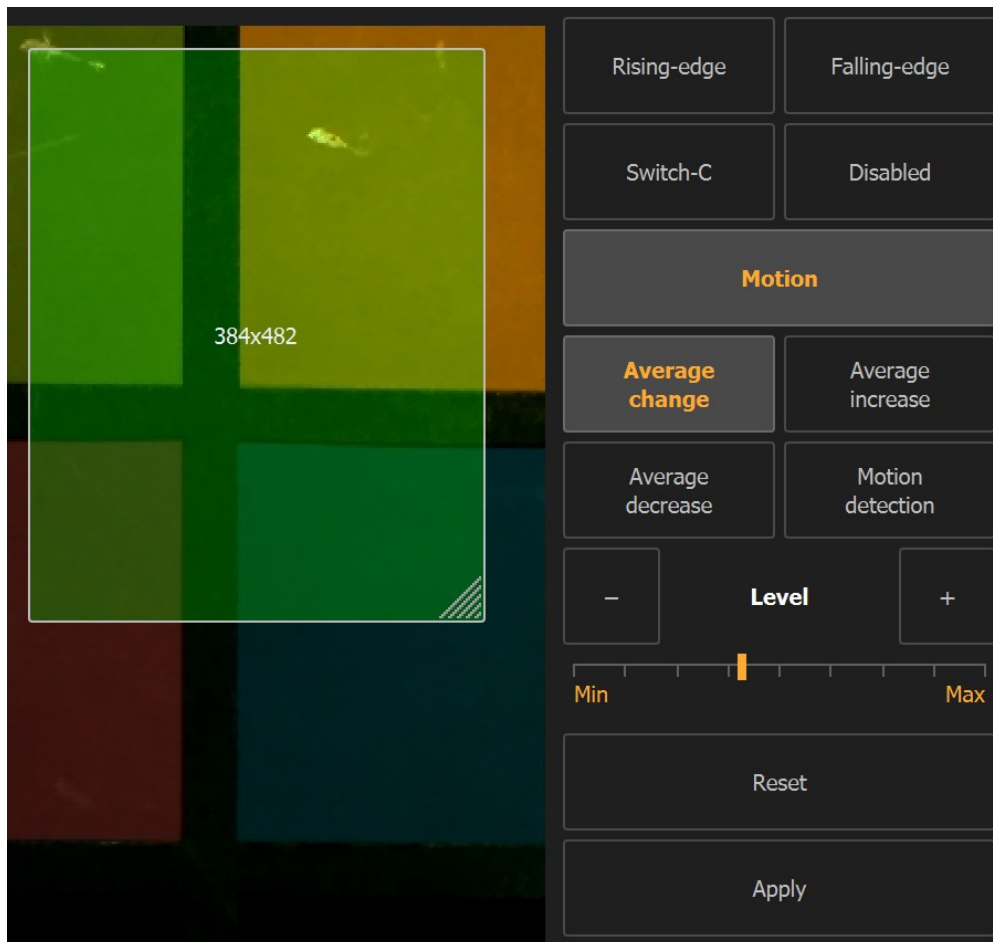 Rising-edge
Falling-edge
Switch-C
Disabled
Motion
384x482
Average
change
Average
increase
Average
decrease
Motion
detection
−
Level
+
Min
Max
Reset
Apply